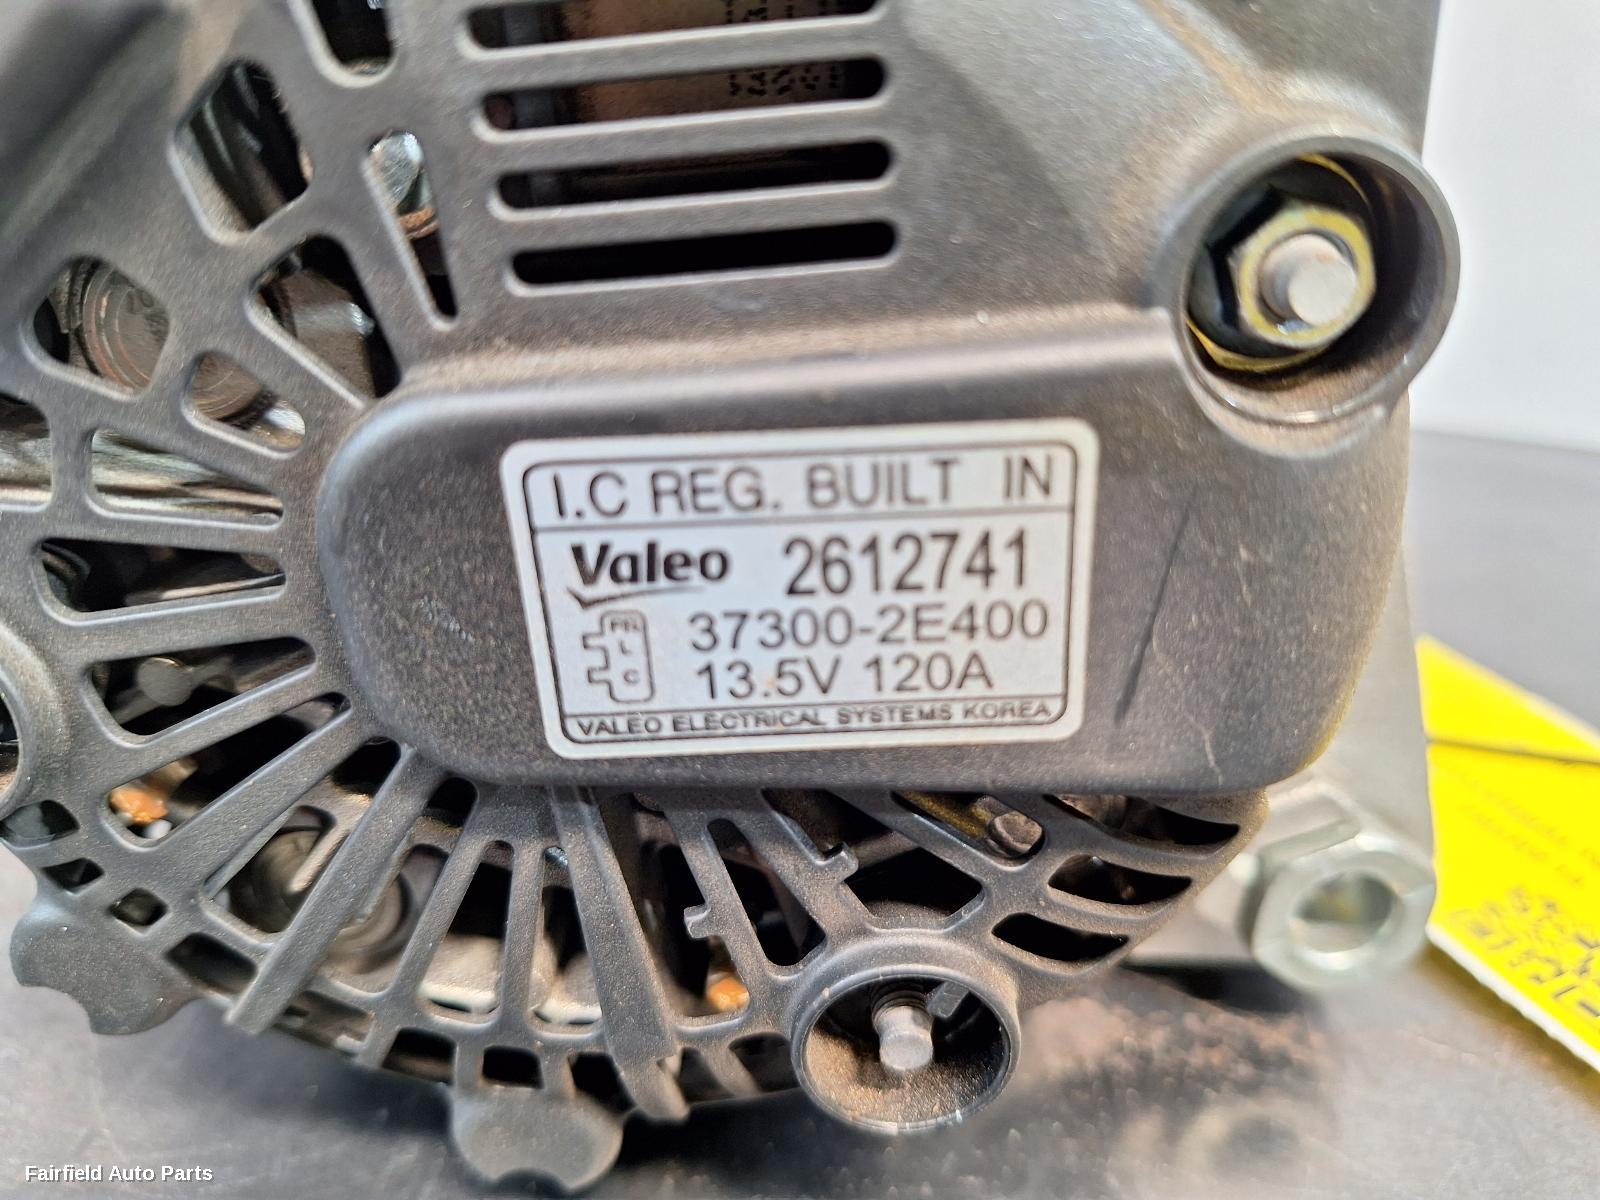 I.C REG. BUILT IN
Valeo 2612741
L
37300-2E400
C
13.5V 120A
VALEO ELECTRICAL SYSTEMS KOREA
Fairfield Auto Parts